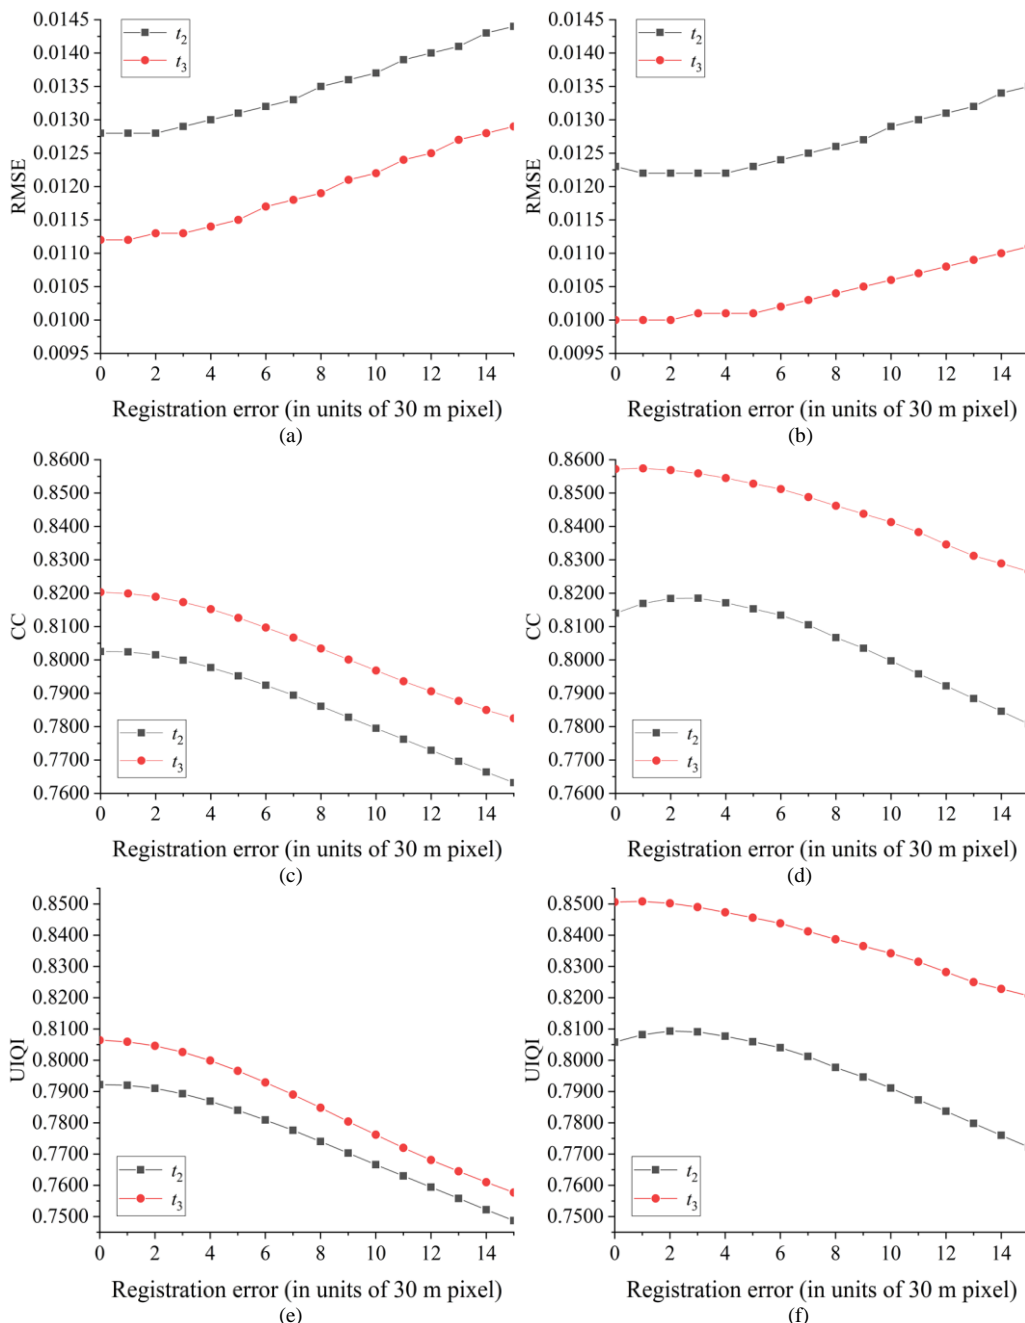 0.0145
0.0140
0.0135
0.0130
0.0125
0.0120
0.0115
0.0110
0.0105
0.0100
0.0095
RMSE
t2
t3
0 2 4 6 8 10 12 14
Registration error (in units of 30 m pixel)
(a)
0.0145
0.0140
0.0135
0.0130
0.0125
0.0120
0.0115
0.0110
0.0105
0.0100
0.0095
RMSE
t2
t3
0 2 4 6 8 10 12 14
Registration error (in units of 30 m pixel)
(b)
0.8600
0.8500
0.8400
0.8300
0.8200
0.8100
0.8000
0.7900
0.7800
0.7700
0.7600
CC
t2
t3
0 2 4 6 8 10 12 14
Registration error (in units of 30 m pixel)
(c)
0.8600
0.8500
0.8400
0.8300
0.8200
0.8100
0.8000
0.7900
0.7800
0.7700
0.7600
CC
t2
t3
0 2 4 6 8 10 12 14
Registration error (in units of 30 m pixel)
(d)
0.8500
0.8400
0.8300
0.8200
0.8100
0.8000
0.7900
0.7800
0.7700
0.7600
0.7500
UIQI
t2
t3
0 2 4 6 8 10 12 14
Registration error (in units of 30 m pixel)
(e)
0.8500
0.8400
0.8300
0.8200
0.8100
0.8000
0.7900
0.7800
0.7700
0.7600
0.7500
UIQI
t2
t3
0 2 4 6 8 10 12 14
Registration error (in units of 30 m pixel)
(f)